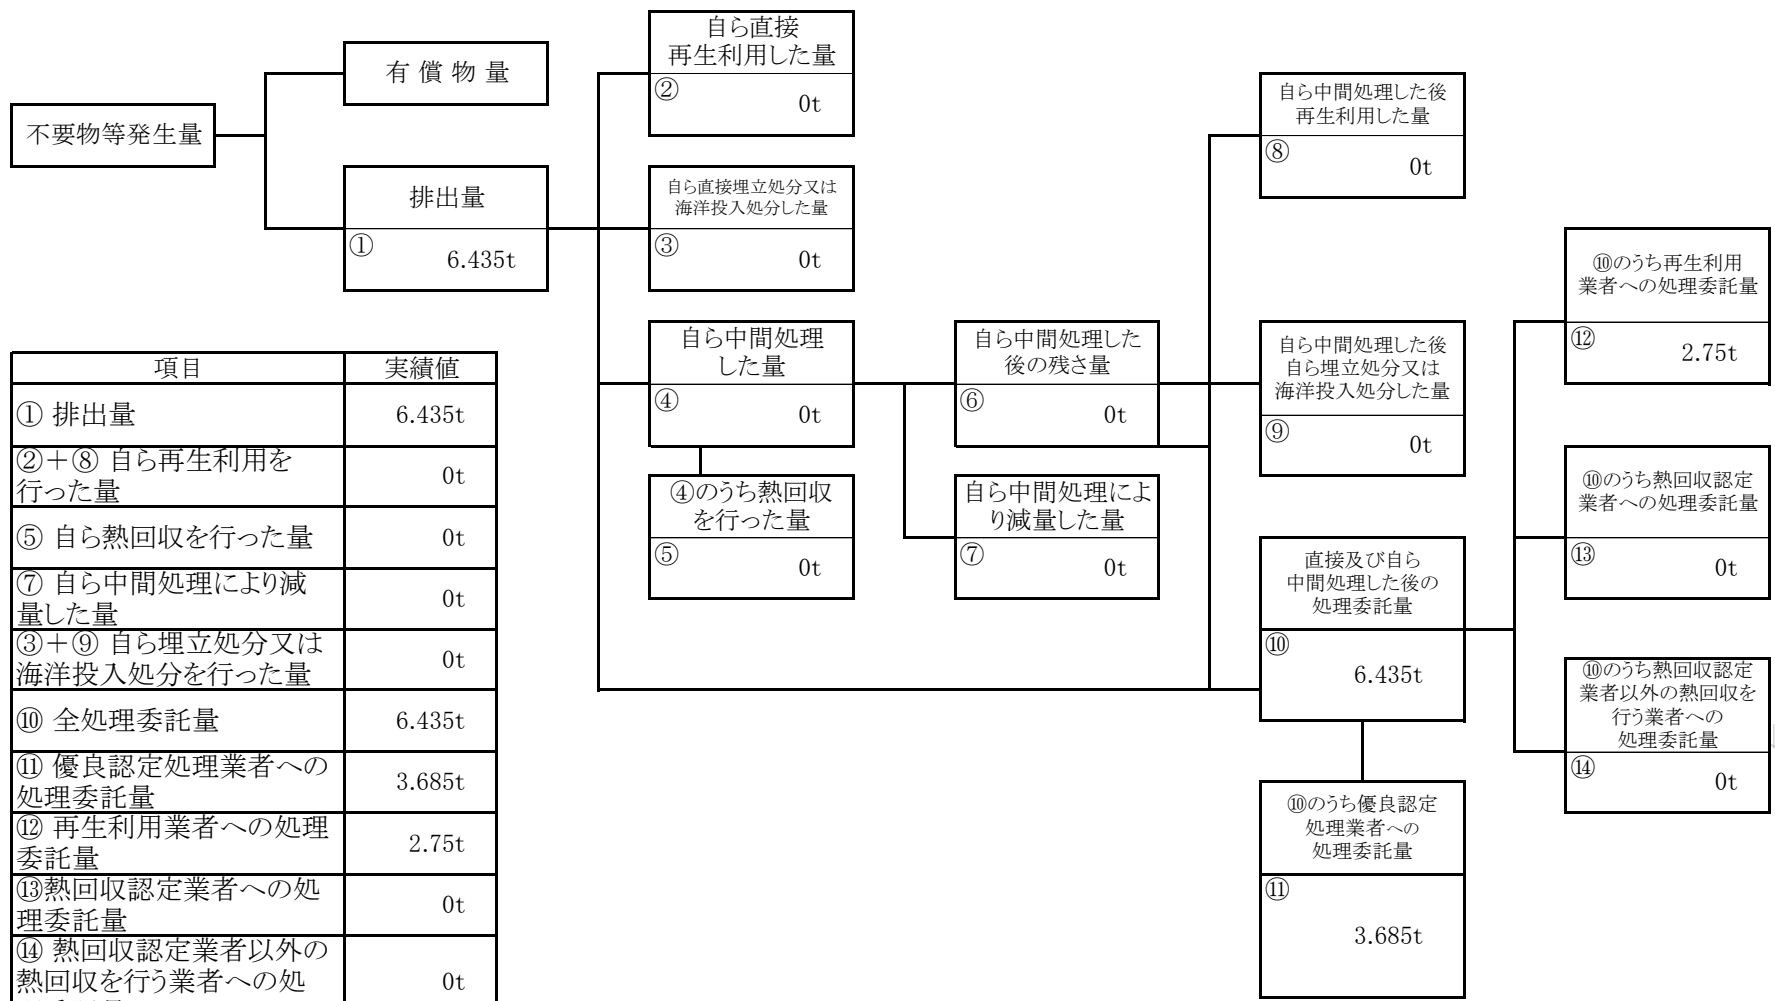 不要物等発生量
有 償 物 量
排出量
①
6.435t
自ら直接
再生利用した量
②
0t
自ら直接埋立処分又は
海洋投入処分した量
③
0t
自ら中間処理
した量
④
0t
④のうち熱回収
を行った量
⑤
0t
自ら中間処理した
後の残さ量
⑥
0t
自ら中間処理によ
り減量した量
⑦
0t
自ら中間処理した後
再生利用した量
⑧
0t
自ら中間処理した後
自ら埋立処分又は
海洋投入処分した量
⑨
0t
直接及び自ら
中間処理した後の
処理委託量
⑩
6.435t
⑩のうち優良認定
処理業者への
処理委託量
⑪
3.685t
⑩のうち再生利用
業者への処理委託量
⑫
2.75t
⑩のうち熱回収認定
業者への処理委託量
⑬
0t
⑩のうち熱回収認定
業者以外の熱回収を
行う業者への
処理委託量
⑭
0t
項目 実績値
① 排出量 6.435t
②＋⑧ 自ら再生利用を
行った量 0t
⑤ 自ら熱回収を行った量 0t
⑦ 自ら中間処理により減
量した量 0t
③＋⑨ 自ら埋立処分又は
海洋投入処分を行った量 0t
⑩ 全処理委託量 6.435t
⑪ 優良認定処理業者への
処理委託量 3.685t
⑫ 再生利用業者への処理
委託量 2.75t
⑬熱回収認定業者への処
理委託量 0t
⑭ 熱回収認定業者以外の
熱回収を行う業者への処 0t